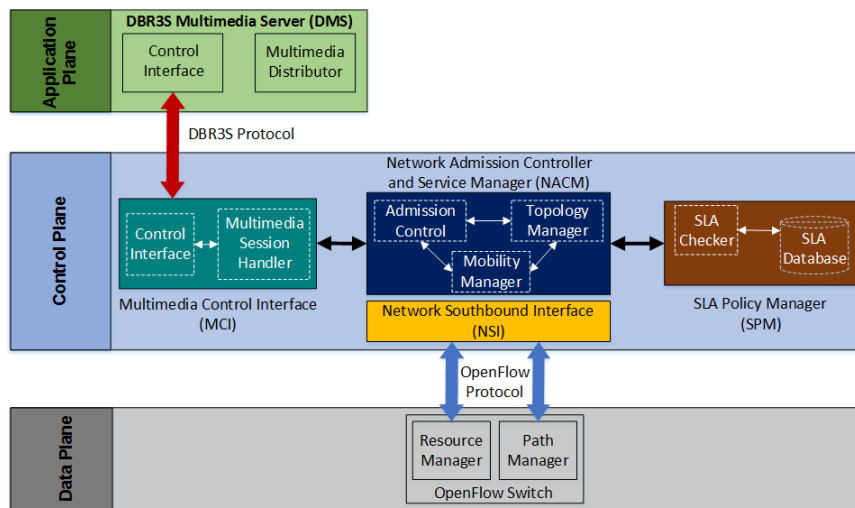 Application
Plane
DBR3S Multimedia Server (DMS)
Control
Interface
Multimedia
Distributor
DBR3S Protocol
Control Plane
Network Admission Controller
and Service Manager (NACM)
Control
Interface
Multimedia
Session
Handler
Multimedia Control Interface
(MCI)
Admission
Control
Topology
Manager
Mobility
Manager
Network Southbound Interface
(NSI)
SLA
Checker
SLA
Database
SLA Policy Manager
(SPM)
OpenFlow
Protocol
Data Plane
Resource
Manager
Path
Manager
OpenFlow Switch